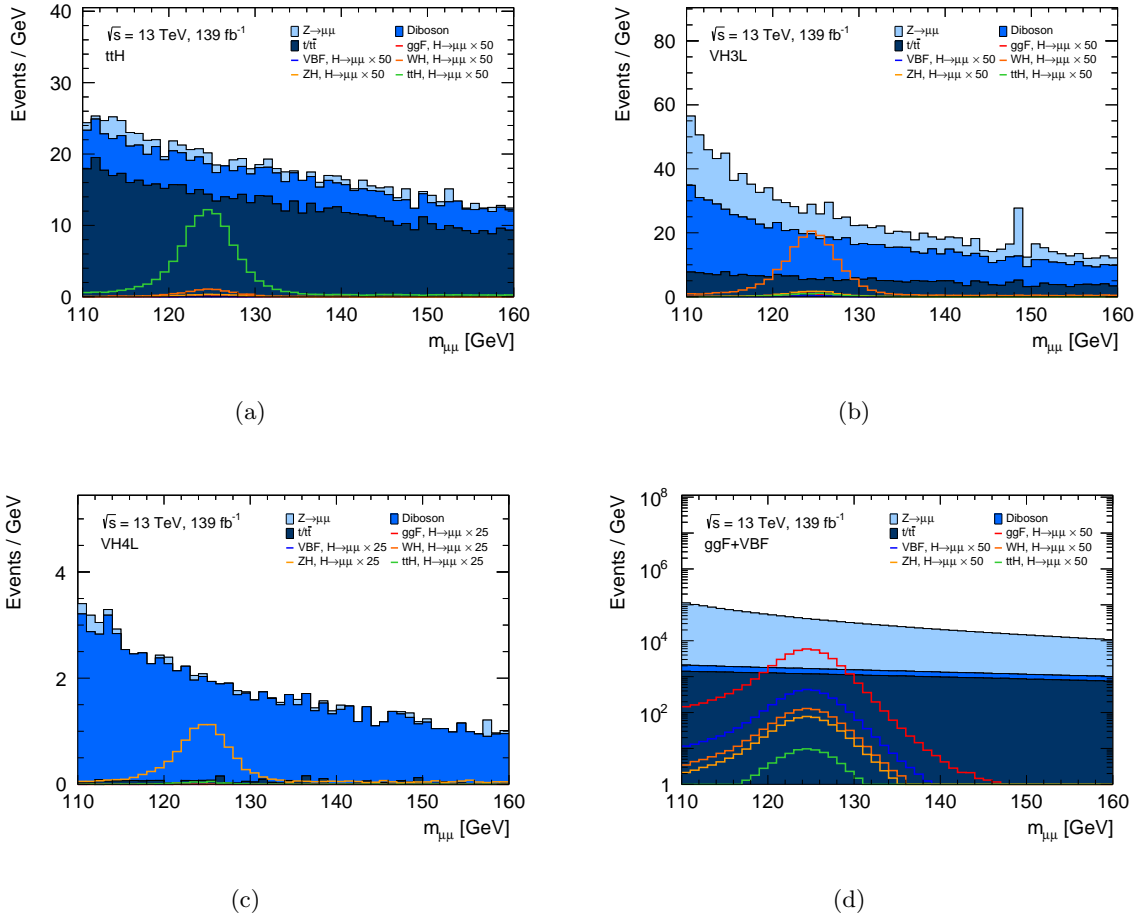 Events / GeV
40
30
20
10
0
√s = 13 TeV, 139 fb⁻¹
ttH
Z→μμ
Diboson
t/tt̄
ggF, H→μμ × 50
VBF, H→μμ × 50
WH, H→μμ × 50
ZH, H→μμ × 50
ttH, H→μμ × 50
110 120 130 140 150 160
m_μμ [GeV]
(a)
Events / GeV
80
60
40
20
0
√s = 13 TeV, 139 fb⁻¹
VH3L
Z→μμ
Diboson
t/tt̄
ggF, H→μμ × 50
VBF, H→μμ × 50
WH, H→μμ × 50
ZH, H→μμ × 50
ttH, H→μμ × 50
110 120 130 140 150 160
m_μμ [GeV]
(b)
Events / GeV
4
2
0
√s = 13 TeV, 139 fb⁻¹
VH4L
Z→μμ
Diboson
t/tt̄
ggF, H→μμ × 25
VBF, H→μμ × 25
WH, H→μμ × 25
ZH, H→μμ × 25
ttH, H→μμ × 25
110 120 130 140 150 160
m_μμ [GeV]
(c)
Events / GeV
10⁸
10⁶
10⁴
10²
1
√s = 13 TeV, 139 fb⁻¹
ggF+VBF
Z→μμ
Diboson
t/tt̄
ggF, H→μμ × 50
VBF, H→μμ × 50
WH, H→μμ × 50
ZH, H→μμ × 50
ttH, H→μμ × 50
110 120 130 140 150 160
m_μμ [GeV]
(d)